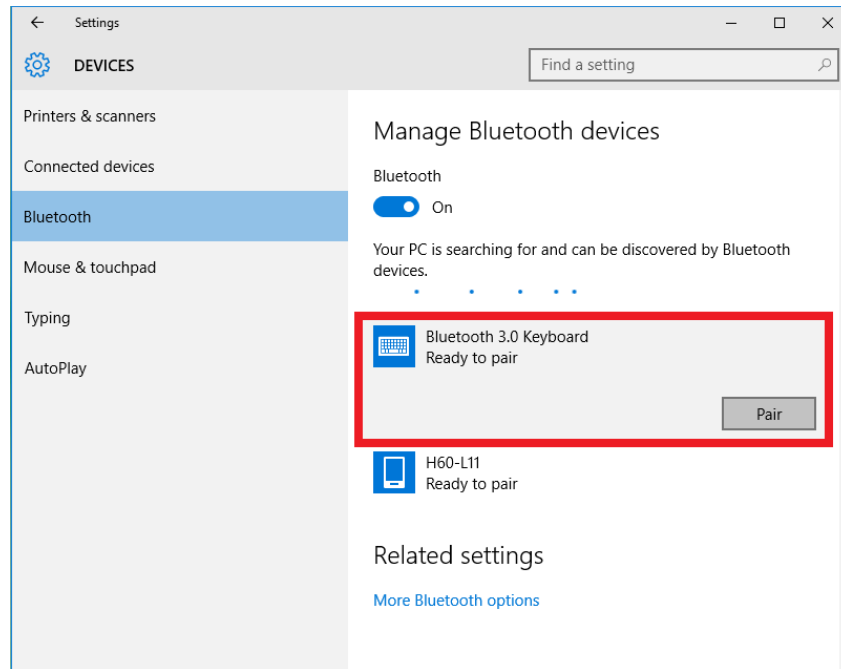 Settings
DEVICES
Find a setting
Printers & scanners
Connected devices
Bluetooth
Mouse & touchpad
Typing
AutoPlay
Manage Bluetooth devices
Bluetooth
On
Your PC is searching for and can be discovered by Bluetooth
devices.
Bluetooth 3.0 Keyboard
Ready to pair
Pair
H60-L11
Ready to pair
Related settings
More Bluetooth options